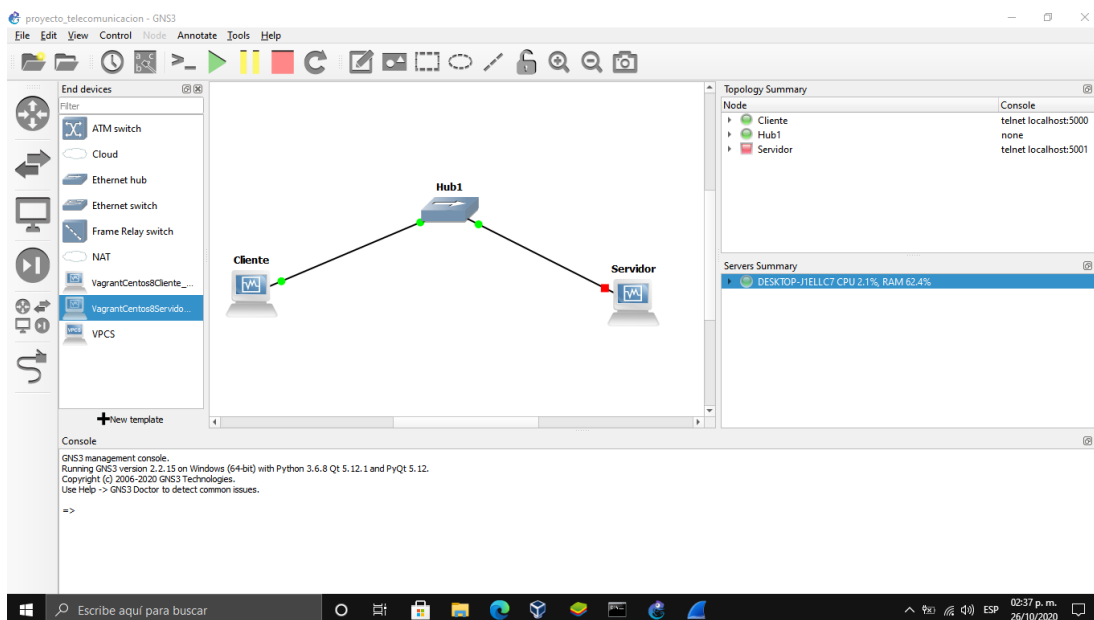 proyecto_telecomunicacion - GNS3
File Edit View Control Node Annotate Tools Help
End devices
Filter
ATM switch
Cloud
Ethernet hub
Ethernet switch
Frame Relay switch
NAT
VagrantCentos8Cliente_...
VagrantCentos8Servido...
VPCS
New template
Hub1
Cliente
Servidor
Topology Summary
Node Console
Cliente telnet localhost:5000
Hub1 none
Servidor telnet localhost:5001
Servers Summary
DESKTOP-J1ELLC7 CPU 2.1%, RAM 62.4%
Console
GNS3 management console.
Running GNS3 version 2.2.15 on Windows (64-bit) with Python 3.6.8 Qt 5.12.1 and PyQt 5.12.
Copyright (c) 2006-2020 GNS3 Technologies.
Use Help -> GNS3 Doctor to detect common issues.
=>
Escribe aquí para buscar
ESP
02:37 p. m.
26/10/2020